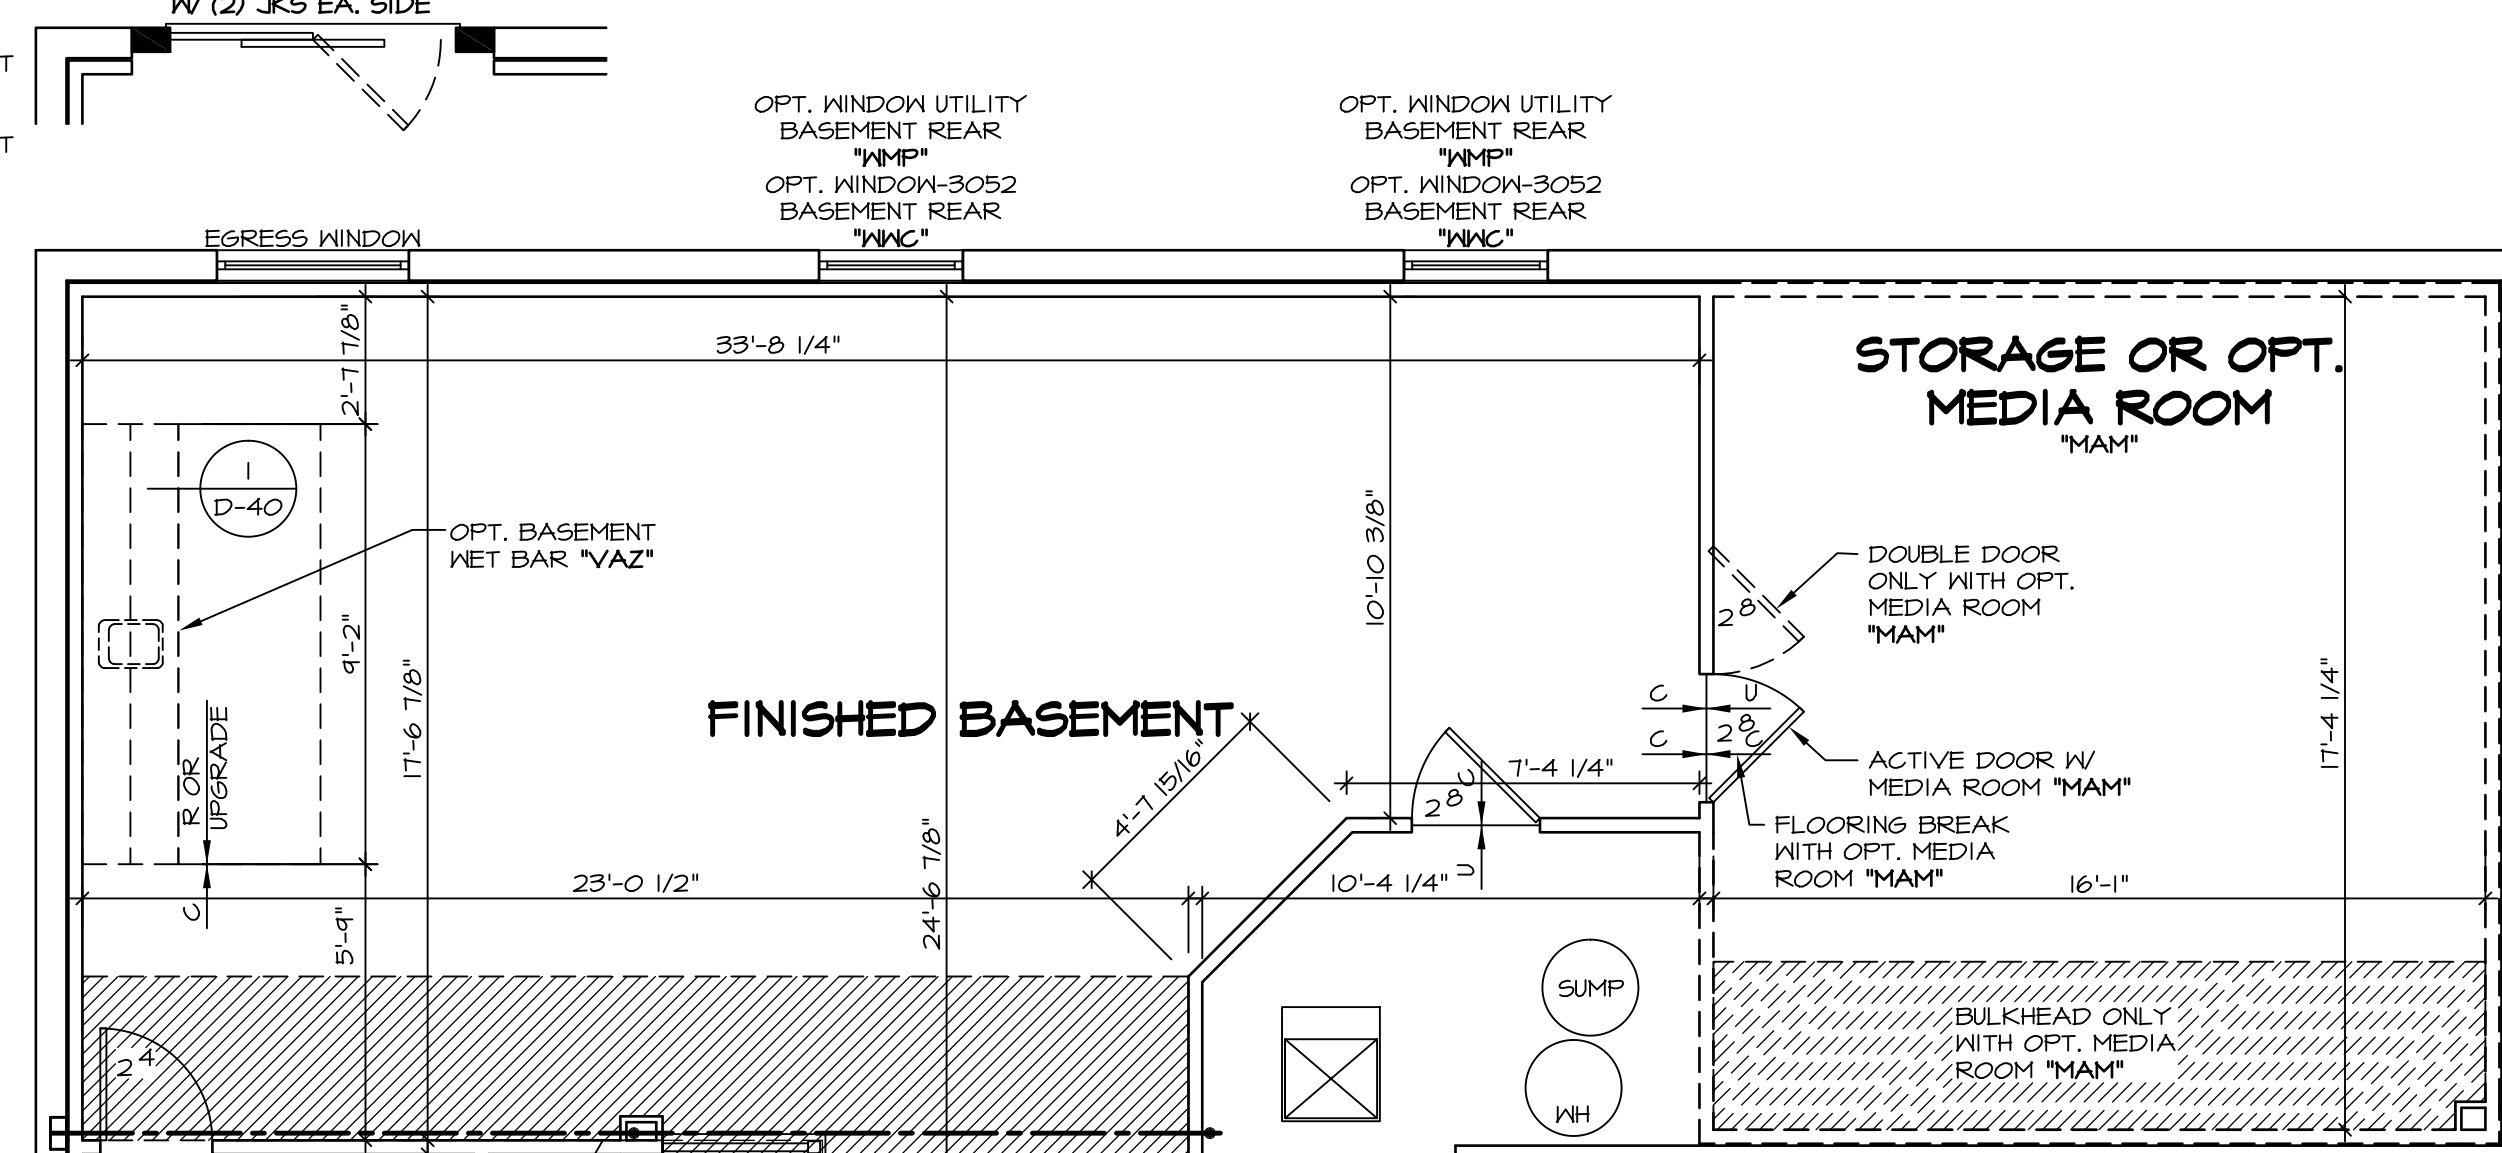 W/ (2) JKS EA. SIDE
T
T
OPT. WINDOW UTILITY
BASEMENT REAR
"WMP"
OPT. WINDOW-3052
BASEMENT REAR
"WWC"
OPT. WINDOW UTILITY
BASEMENT REAR
"WMP"
OPT. WINDOW-3052
BASEMENT REAR
"WWC"
EGRESS WINDOW
2'-7 7/8"
33'-8 1/4"
STORAGE OR OPT.
MEDIA ROOM
"MAM"
1
D-40
OPT. BASEMENT
WET BAR "VAZ"
10'-10 3/8"
DOUBLE DOOR
ONLY WITH OPT.
MEDIA ROOM
"MAM"
2 8
9'-2"
17'-6 7/8"
FINISHED BASEMENT
17'-4 1/4"
C U
2 8
C C
ACTIVE DOOR W/
MEDIA ROOM "MAM"
R OR
UPGRADE
4'-7 15/16"
7'-4 1/4"
2 8
C
U
FLOORING BREAK
WITH OPT. MEDIA
ROOM "MAM"
23'-0 1/2"
24'-6 7/8"
10'-4 1/4"
16'-1"
C
5'-9"
SUMP
BULKHEAD ONLY
WITH OPT. MEDIA
ROOM "MAM"
2 4
WH